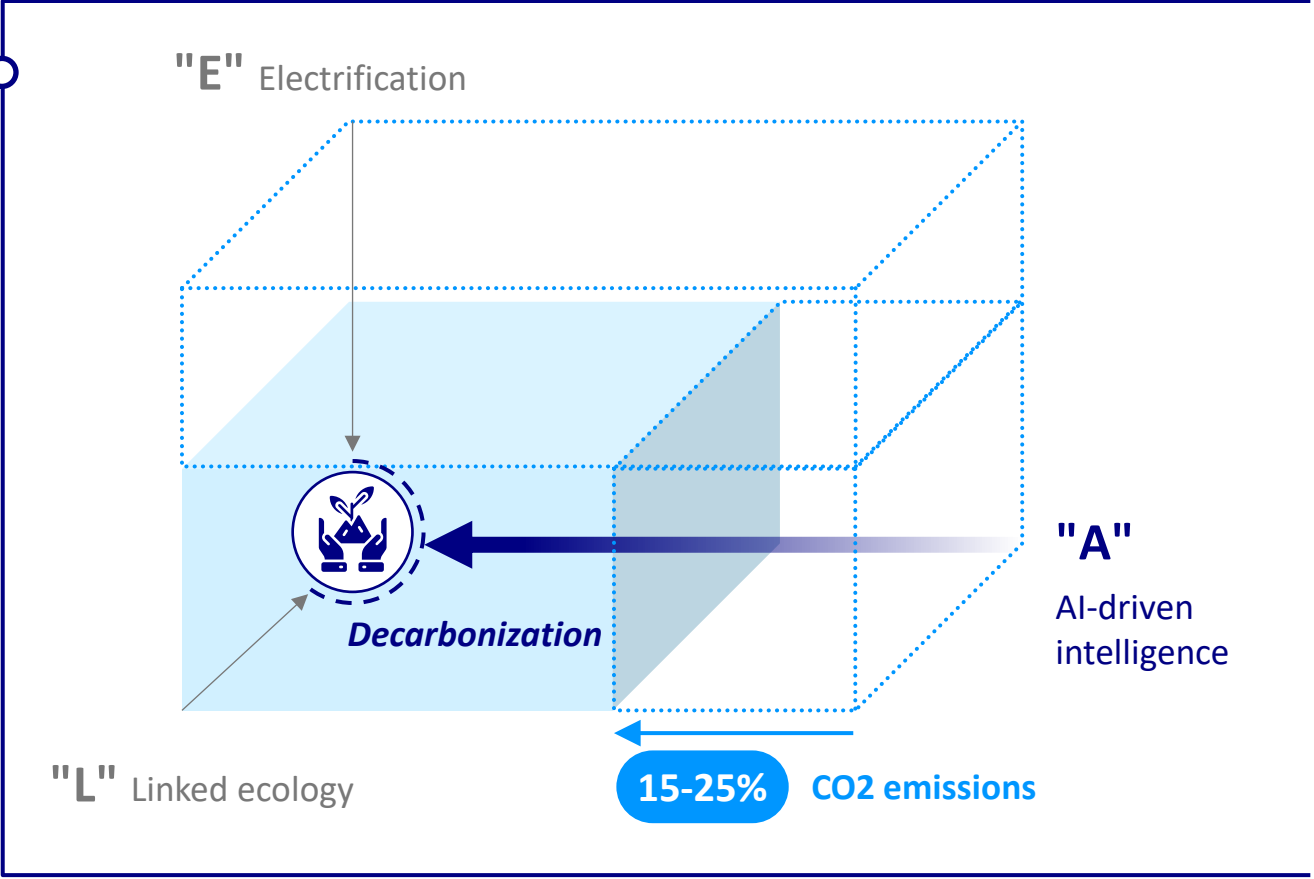 "E" Electrification
"A"
AI-driven
intelligence
Decarbonization
"L" Linked ecology
15-25% CO2 emissions